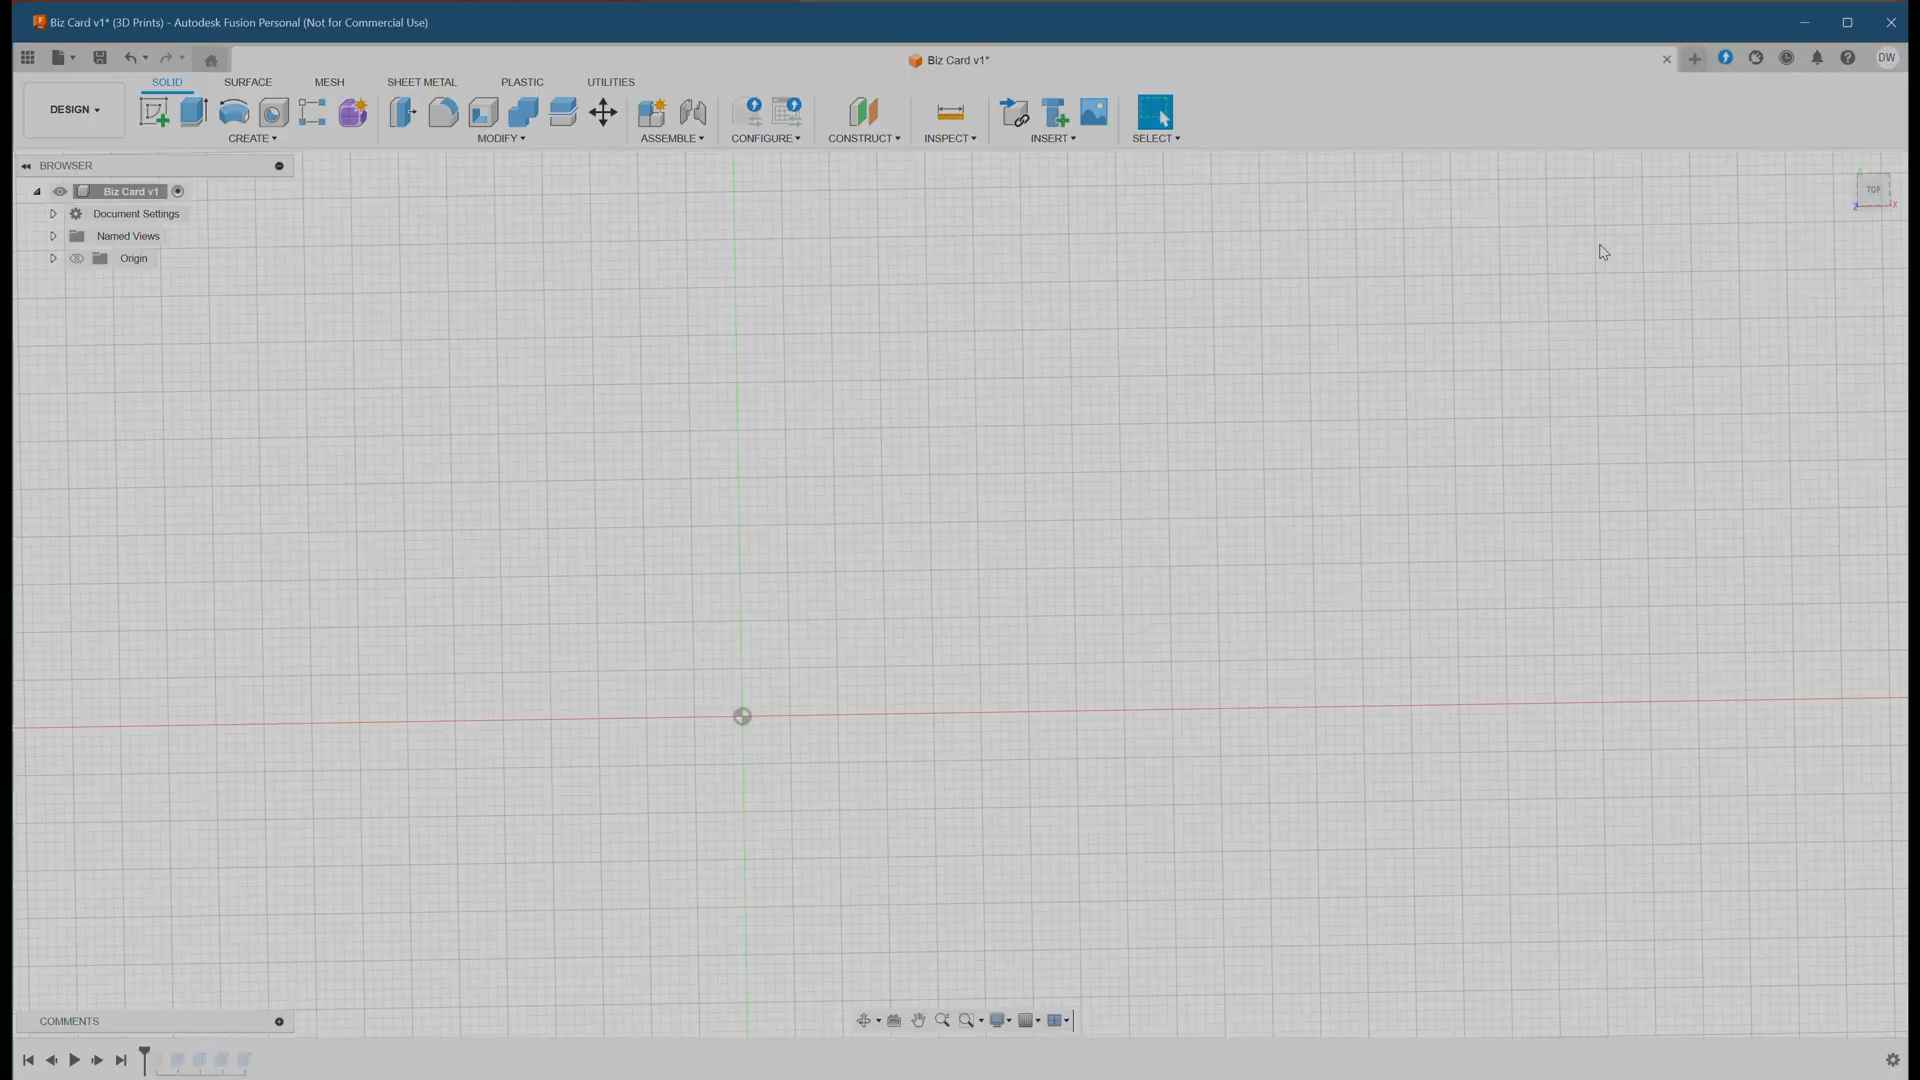 Biz Card v1* (3D Prints) - Autodesk Fusion Personal (Not for Commercial Use)
Biz Card v1*
DW
SOLID SURFACE MESH SHEET METAL PLASTIC UTILITIES
DESIGN
CREATE MODIFY ASSEMBLE CONFIGURE CONSTRUCT INSPECT INSERT SELECT
BROWSER
Biz Card v1
Document Settings
Named Views
Origin
TOP
Z X
COMMENTS